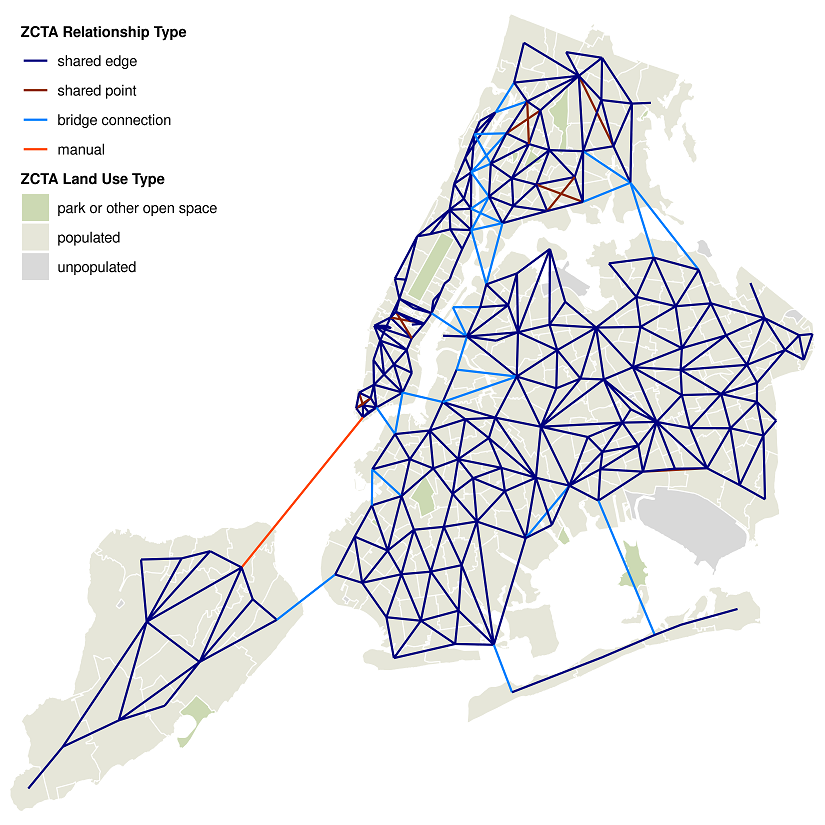 ZCTA Relationship Type
shared edge
shared point
bridge connection
manual
ZCTA Land Use Type
park or other open space
populated
unpopulated